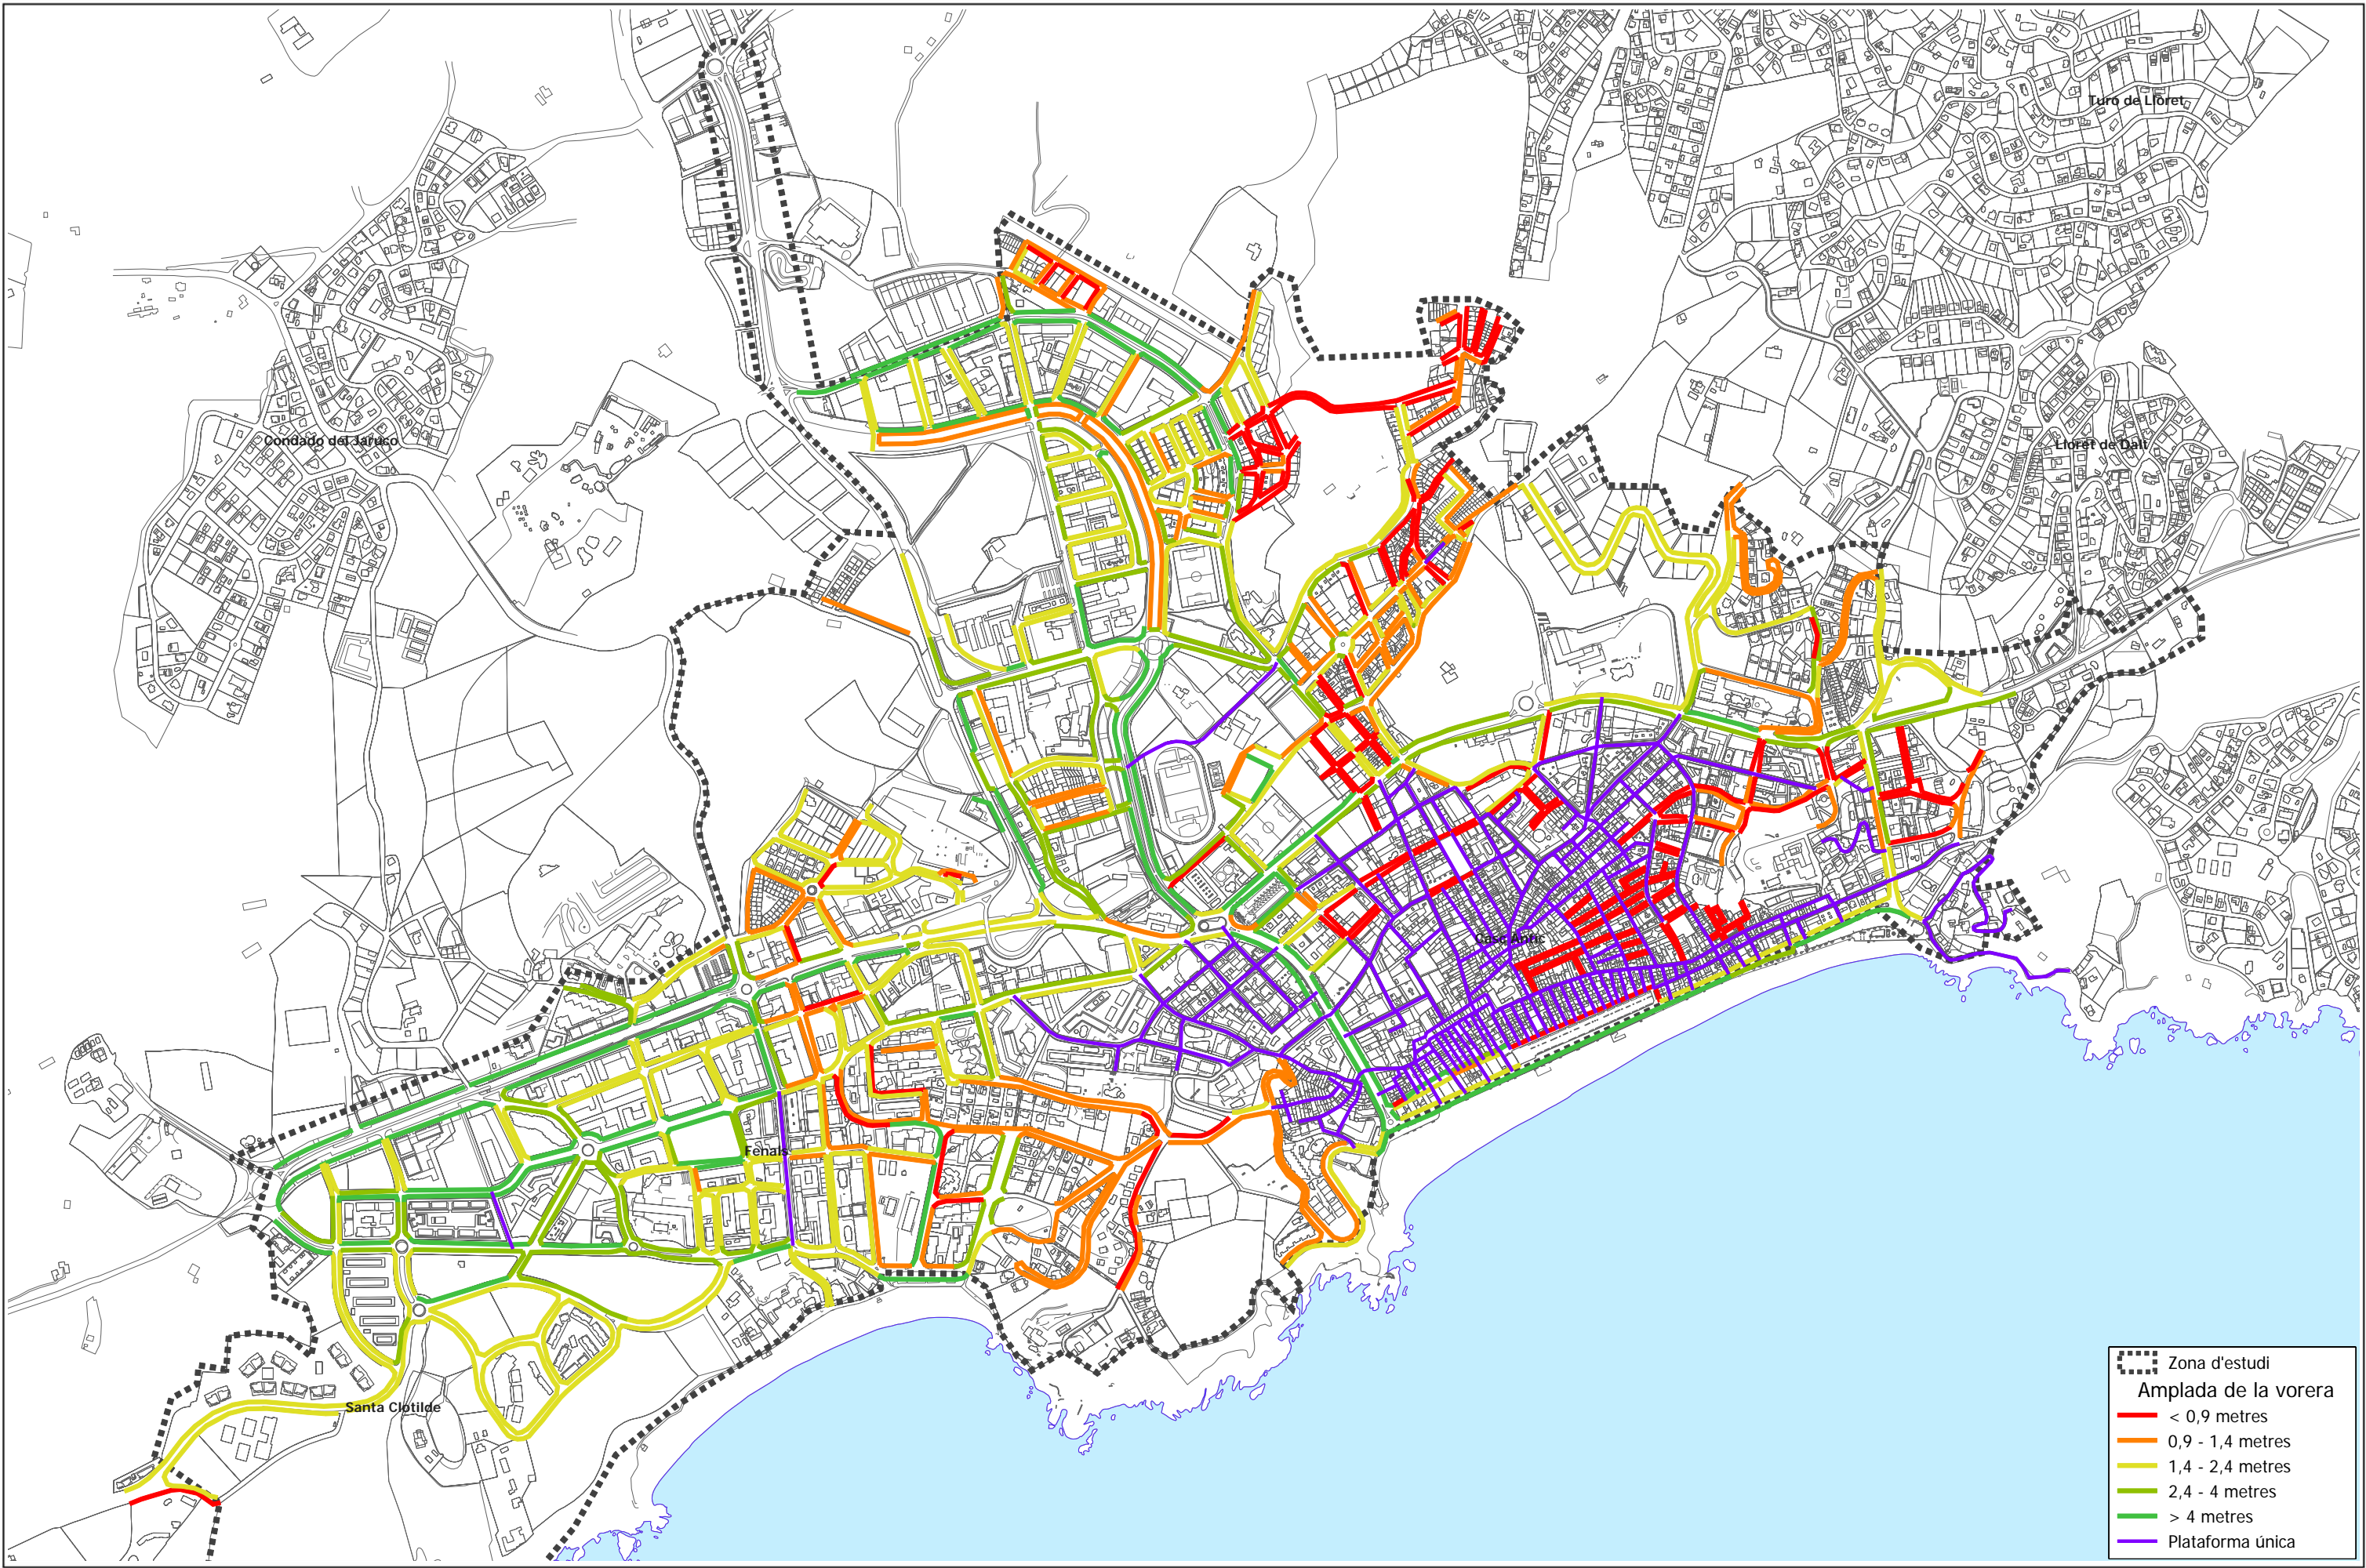 Turo de Lloret
Condado del Jaruco
Lloret de Dalt
Casc Antic
Fenals
Santa Clotilde
Zona d'estudi
Amplada de la vorera
< 0,9 metres
0,9 - 1,4 metres
1,4 - 2,4 metres
2,4 - 4 metres
> 4 metres
Plataforma única